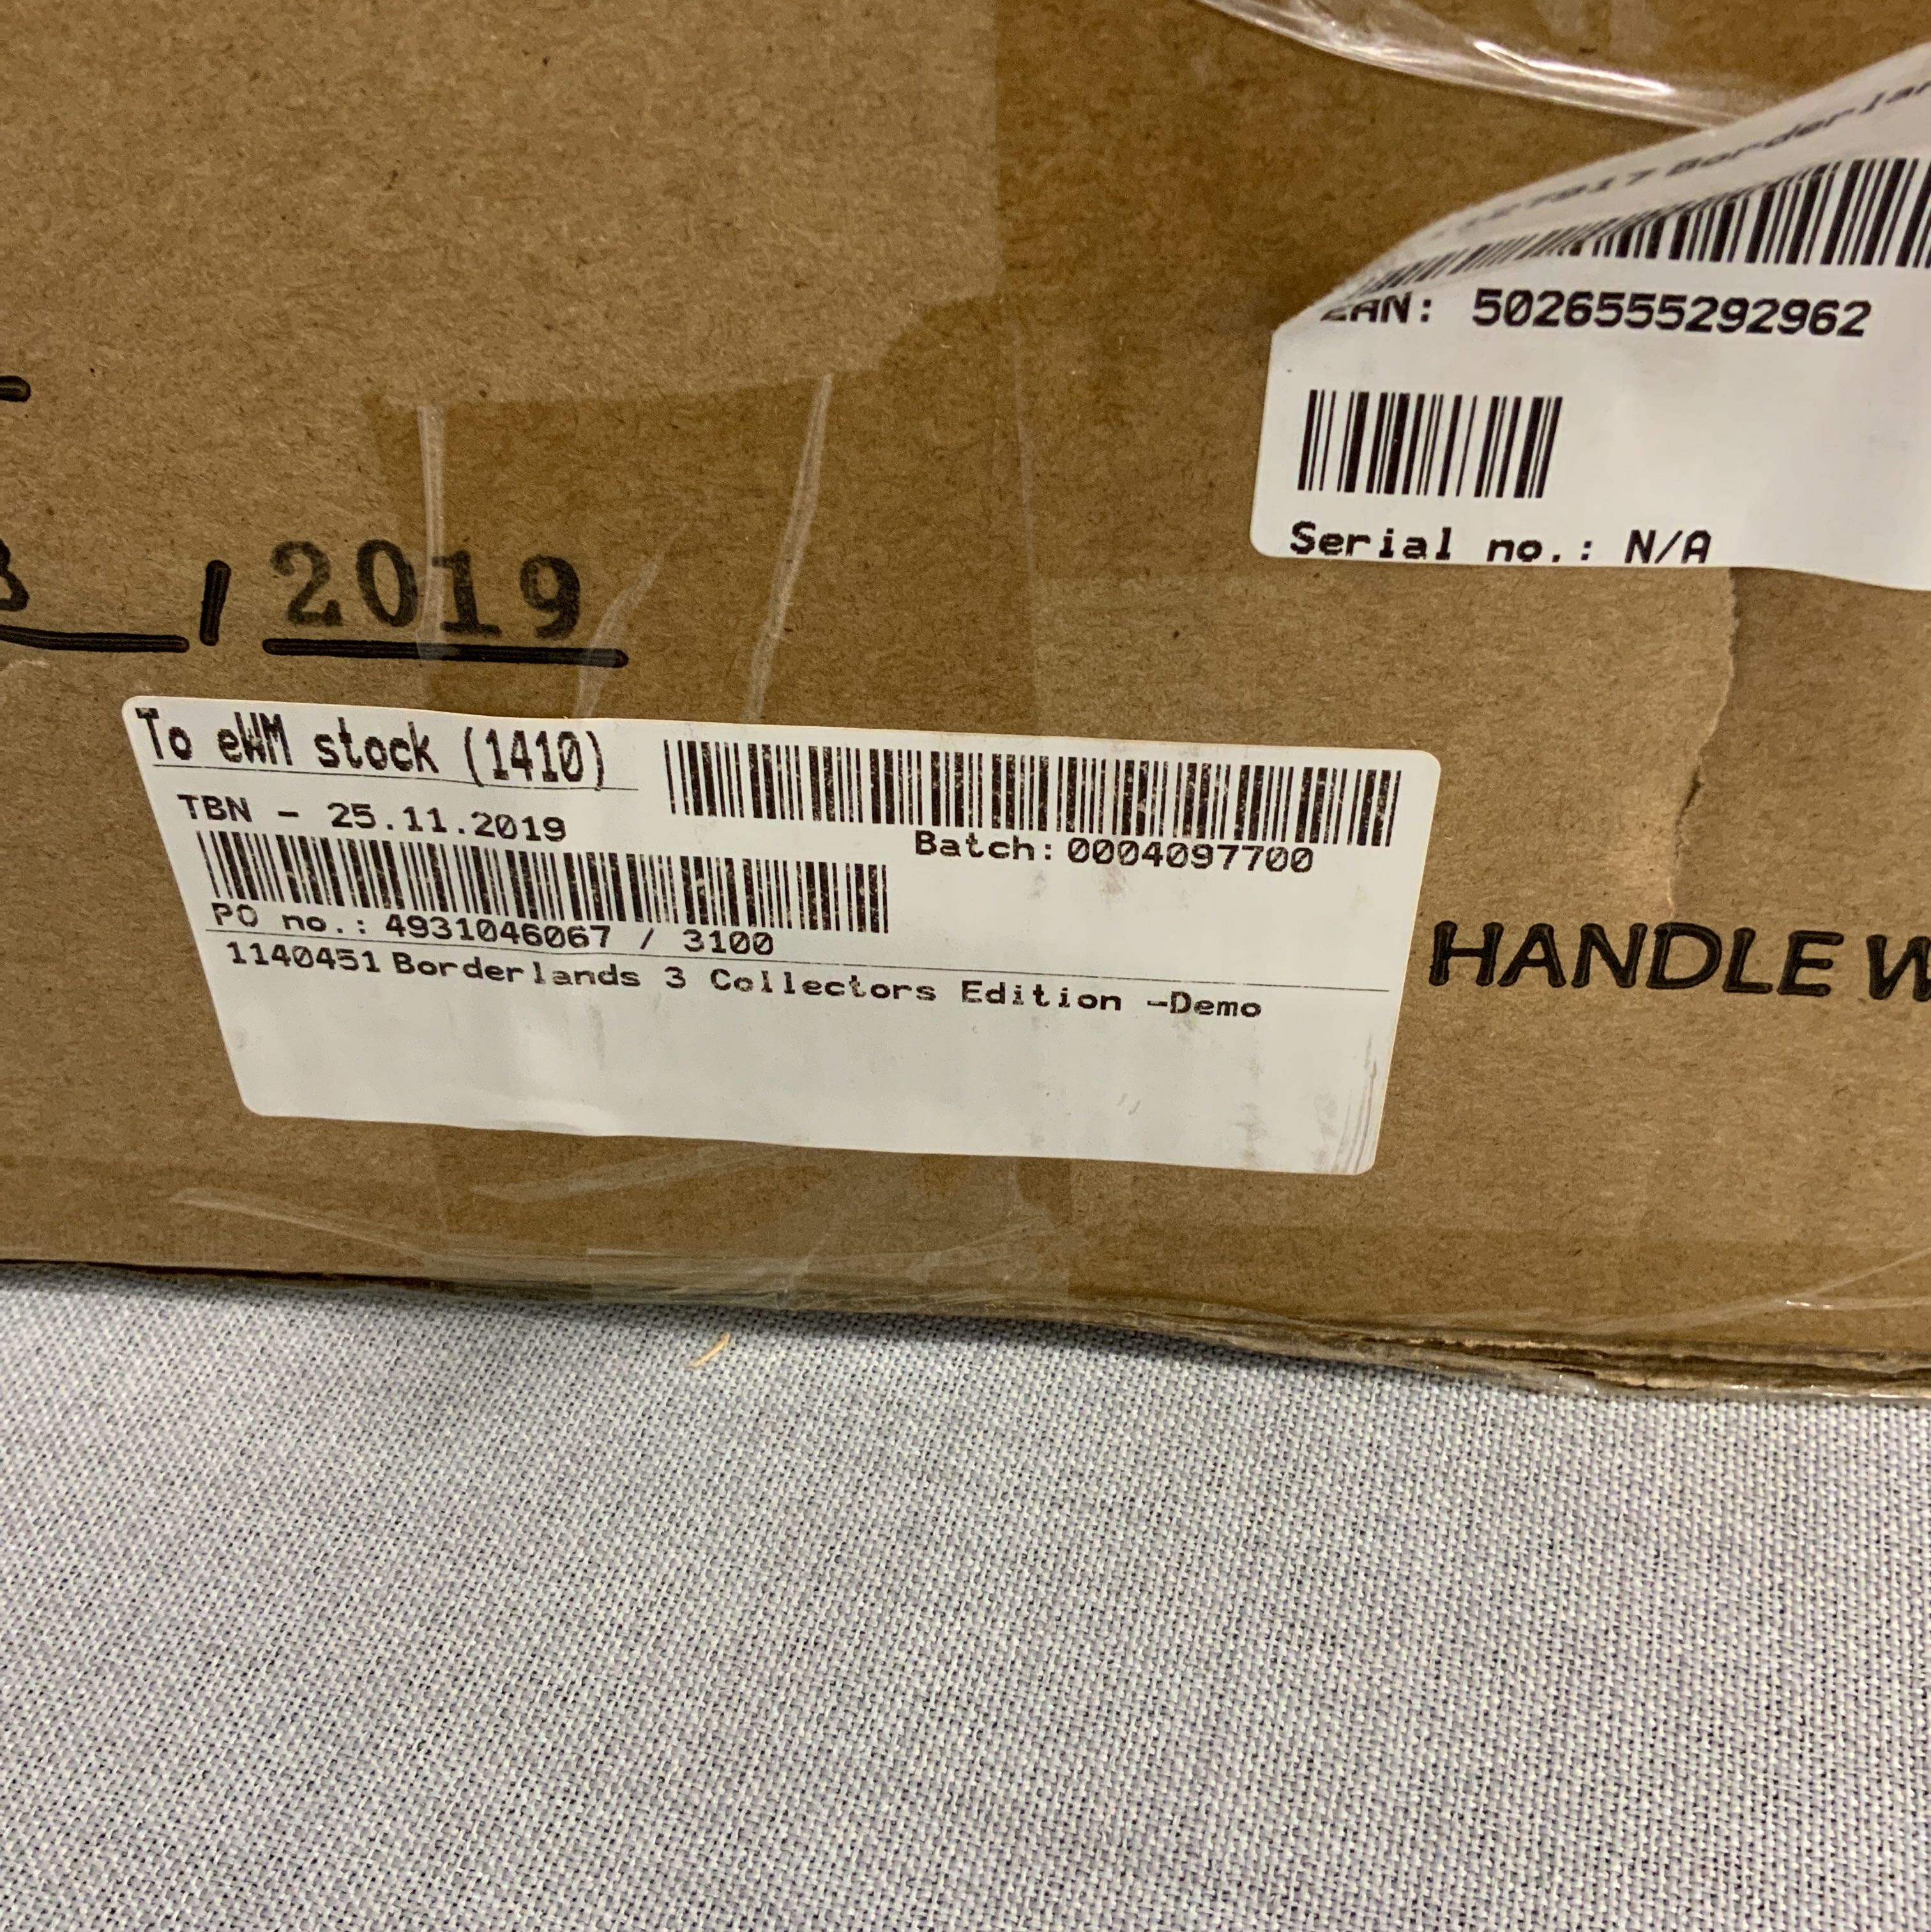 EAN: 5026555292962
Serial no.: N/A
, 2019
To eWM stock (1410)
TBN - 25.11.2019
Batch: 0004097700
PO no.: 4931046067 / 3100
1140451 Borderlands 3 Collectors Edition -Demo
HANDLE